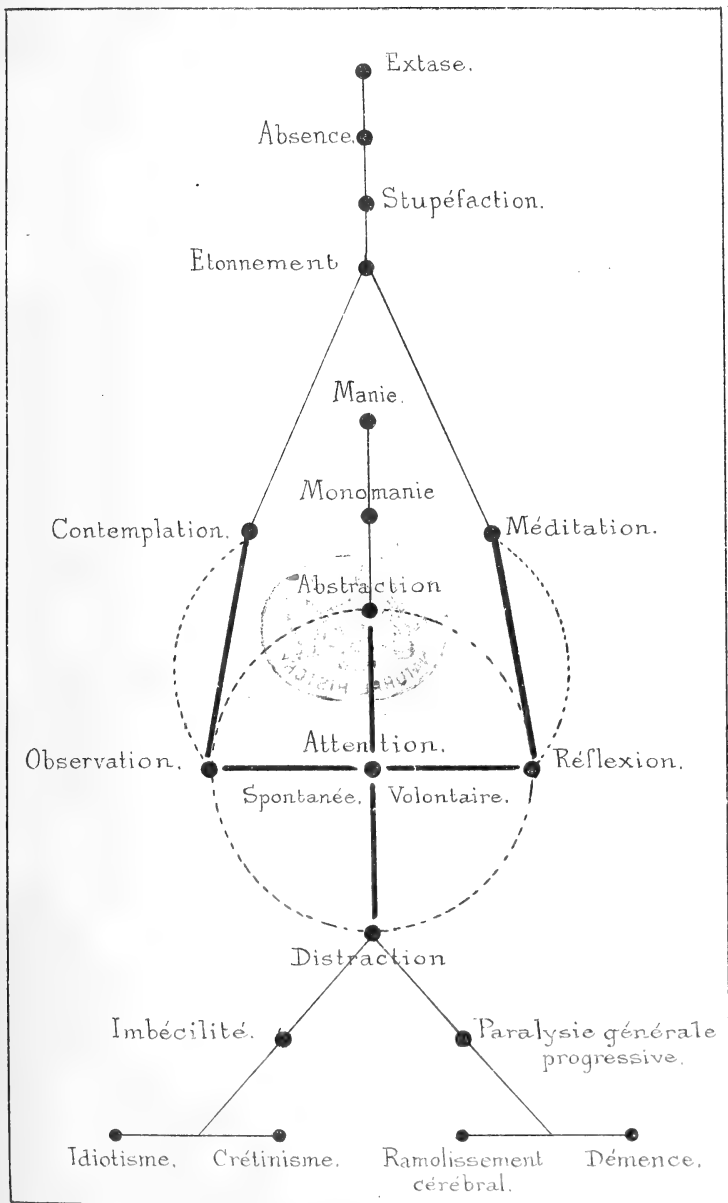 Extase.
Absence.
Stupéfaction.
Etonnement
Manie.
Monomanie
Contemplation.
Méditation.
Abstraction
Observation.
Attention.
Réflexion.
Spontanée.
Volontaire.
Distraction
Imbécilité.
Paralysie générale
progressive.
Idiotisme.
Crétinisme.
Ramolissement
cérébral.
Démence.